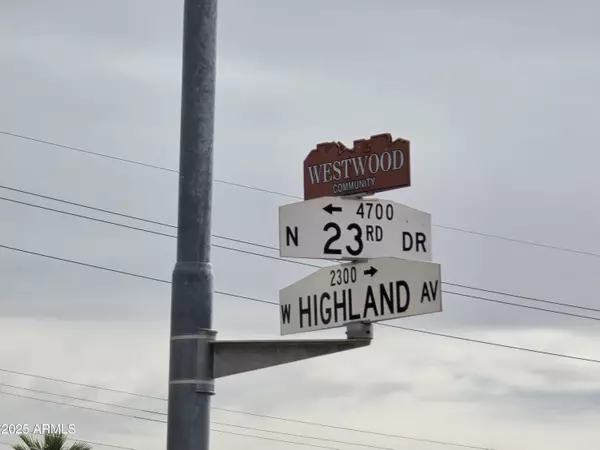 WESTWOOD
COMMUNITY
← 4700
N 23RD DR
2300 →
W HIGHLAND AV
2025 ARMLS